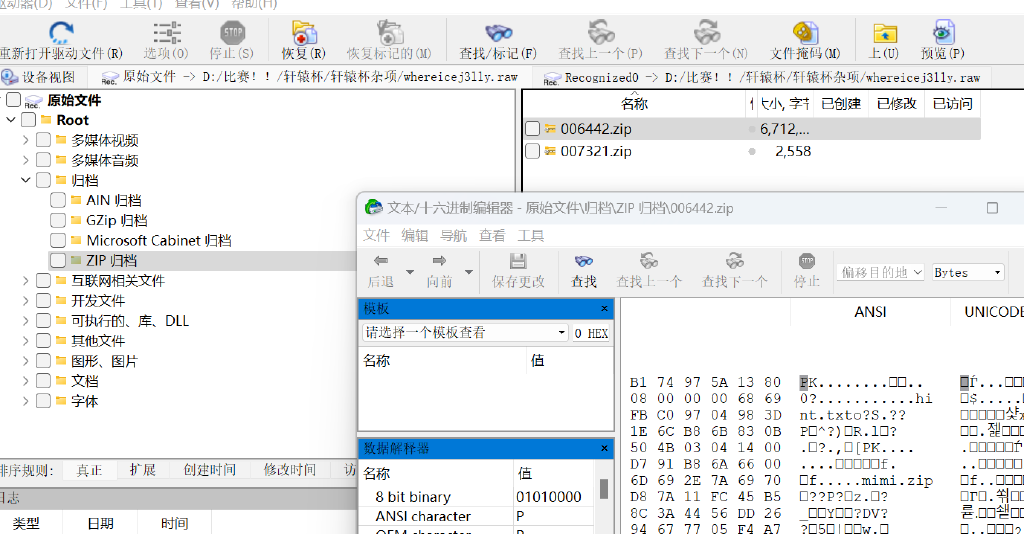 驱动器(D) 文件(F) 工具(T) 查看(V) 帮助(H)
重新打开驱动文件(R) 选项(O) 停止(S) 恢复(R) 恢复标记的(M) 查找/标记(F) 查找上一个(P) 查找下一个(N) 文件掩码(M) 上(U) 预览(P)
设备视图 原始文件 -> D:/比赛！！/轩辕杯/轩辕杯杂项/whereicej3lly.raw Recognized0 -> D:/比赛！！/轩辕杯/轩辕杯杂项/whereicej3lly.raw
原始文件
Root
多媒体视频
多媒体音频
归档
AIN 归档
GZip 归档
Microsoft Cabinet 归档
ZIP 归档
互联网相关文件
开发文件
可执行的、库、DLL
其他文件
图形、图片
文档
字体
排序规则: 真正 扩展 创建时间 修改时间 访
日志
类型 日期 时间
名称 大小, 字节 已创建 已修改 已访问
006442.zip 6,712,...
007321.zip 2,558
文本/十六进制编辑器 - 原始文件\归档\ZIP 归档\006442.zip
文件 编辑 导航 查看 工具
后退 向前 保存更改 查找 查找上一个 查找下一个 停止 偏移目的地 Bytes
模板
请选择一个模板查看 0 HEX
名称 值
数据解释器
名称 值
8 bit binary 01010000
ANSI character P
OEM character P
ANSI UNICODE
B1 74 97 5A 13 80 PK........□□..
08 00 00 00 68 69 0?...........hi
FB C0 97 04 98 3D nt.txto?S.??
1E 6C B8 6B 83 0B P□^?)□R.l□?
50 4B 03 04 14 00 .□?.,□[PK....
D7 91 B8 6A 66 00 ....□□□□□f.
6D 69 2E 7A 69 70 □f.....mimi.zip
D8 7A 11 FC 45 B5 □??P?□z.□?
8C 3A 44 56 DD 26 _□□Y□□?DV?
94 67 77 05 F4 A7 ?□5□|□□W.□